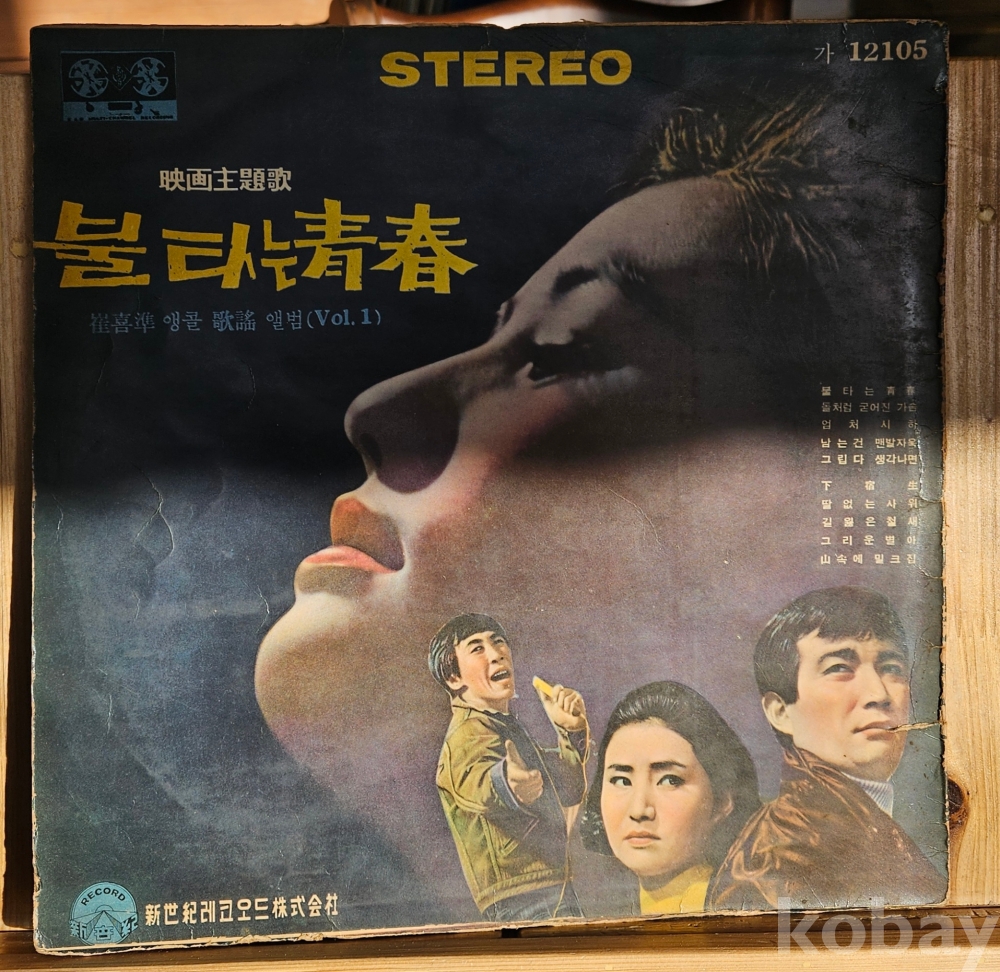 STEREO
가 12105
映画主題歌
불타는青春
崔喜準 앵콜 歌謠 앨범(Vol. 1)
불타는青春
돌처럼 굳어진 가슴
엄처시하
남는건 맨발자욱
그립다 생각나면
下宿生
딸없는사위
길잃은철새
그리운별아
山속에밀크집
RECORD
新世紀레코오드株式会社
kobay